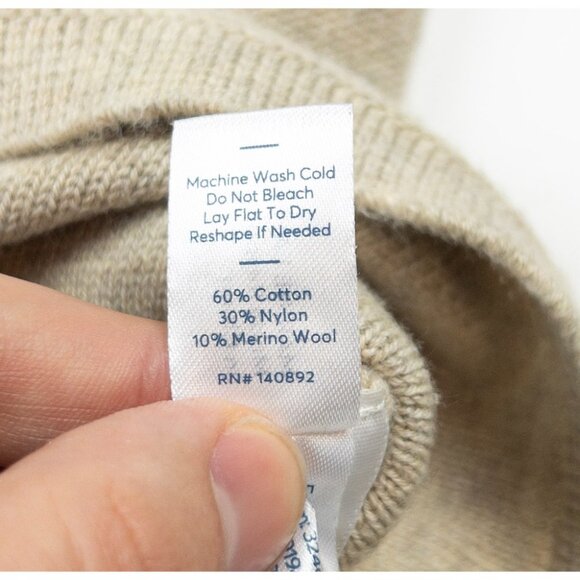 Machine Wash Cold
Do Not Bleach
Lay Flat To Dry
Reshape If Needed
60% Cotton
30% Nylon
10% Merino Wool
RN# 140892